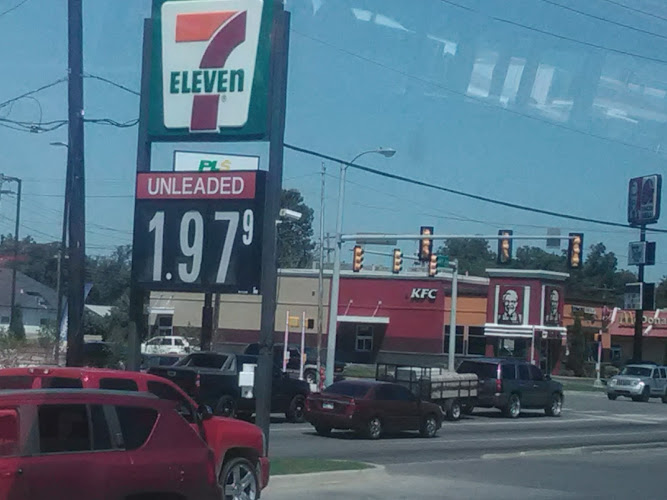 7
ELEVEn
PLS
UNLEADED
1.97 9
KFC